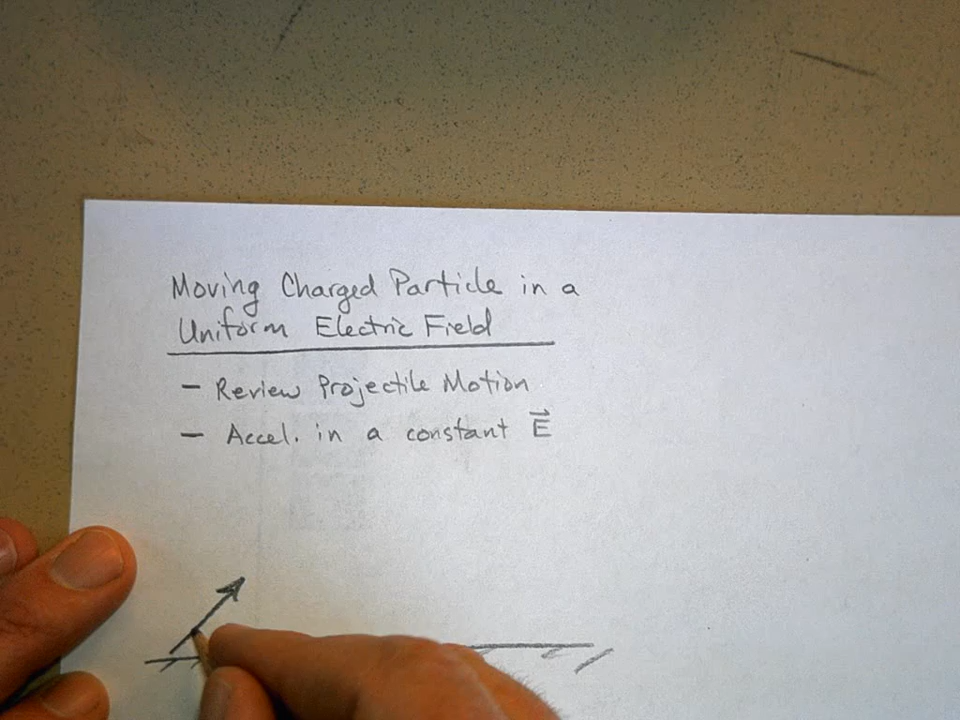 Moving Charged Particle in a
Uniform Electric Field
- Review Projectile Motion
- Accel. in a constant E⃗